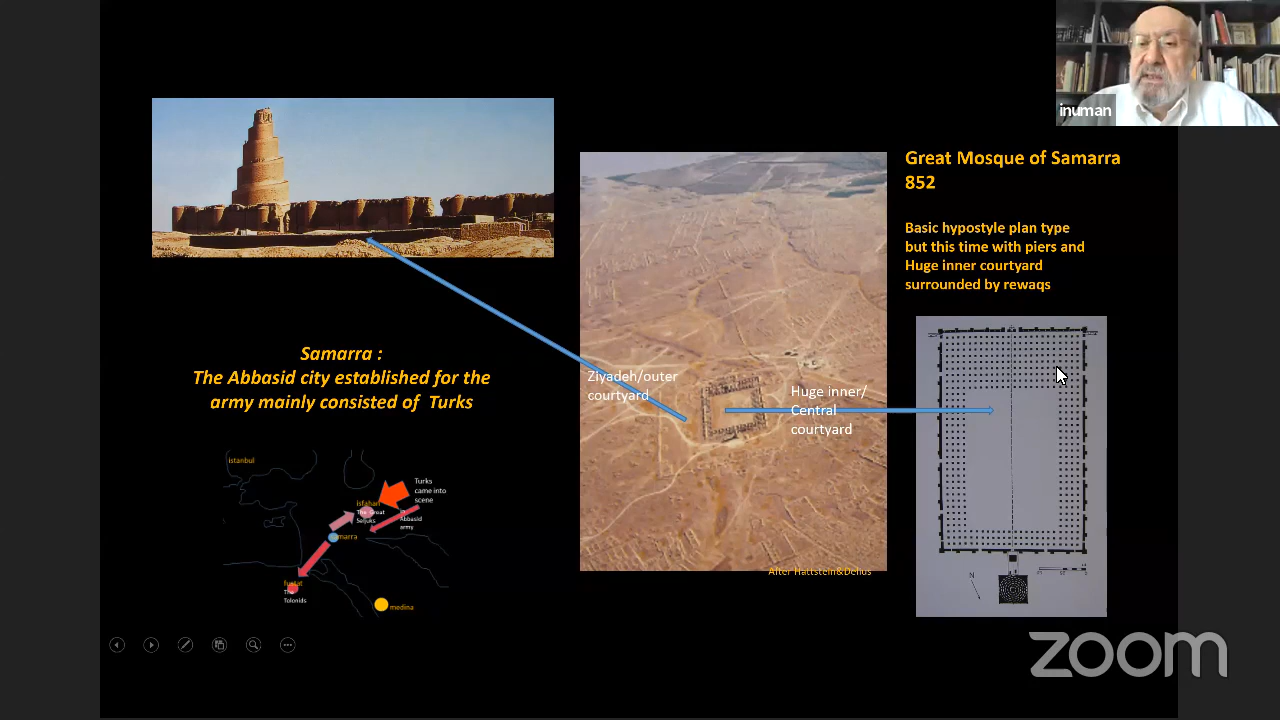 inuman
Great Mosque of Samarra
852
Basic hypostyle plan type
but this time with piers and
Huge inner courtyard
surrounded by rewaqs
Samarra :
The Abbasid city established for the
army mainly consisted of Turks
Ziyadeh/outer
courtyard
Huge inner/
Central
courtyard
After Hattstein&Delius
istanbul
Turks
came into
scene
isfahan
The Great
Seljuks
in
Abbasid
army
marra
fustat
The
Tolonids
medina
N
zoom